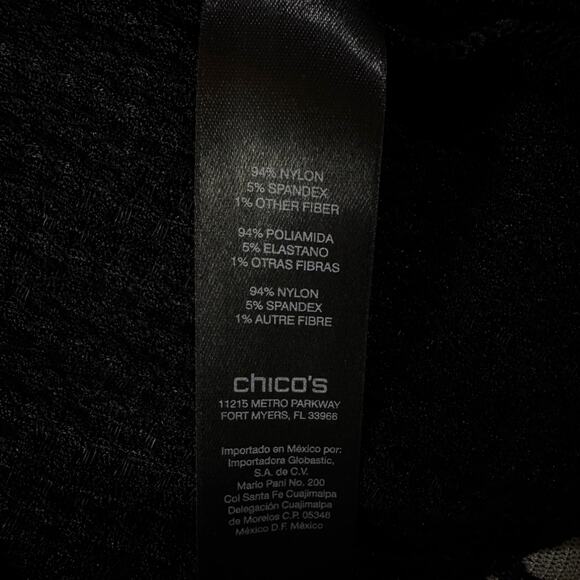 94% NYLON
5% SPANDEX
1% OTHER FIBER
94% POLIAMIDA
5% ELASTANO
1% OTRAS FIBRAS
94% NYLON
5% SPANDEX
1% AUTRE FIBRE
chico's
11215 METRO PARKWAY
FORT MYERS, FL 33966
Importado en México por:
Importadora Globastic,
S.A. de C.V.
Mario Pani No. 200
Col Santa Fe Cuajimalpa
Delegación Cuajimalpa
de Morelos C.P. 05348
México D.F. México